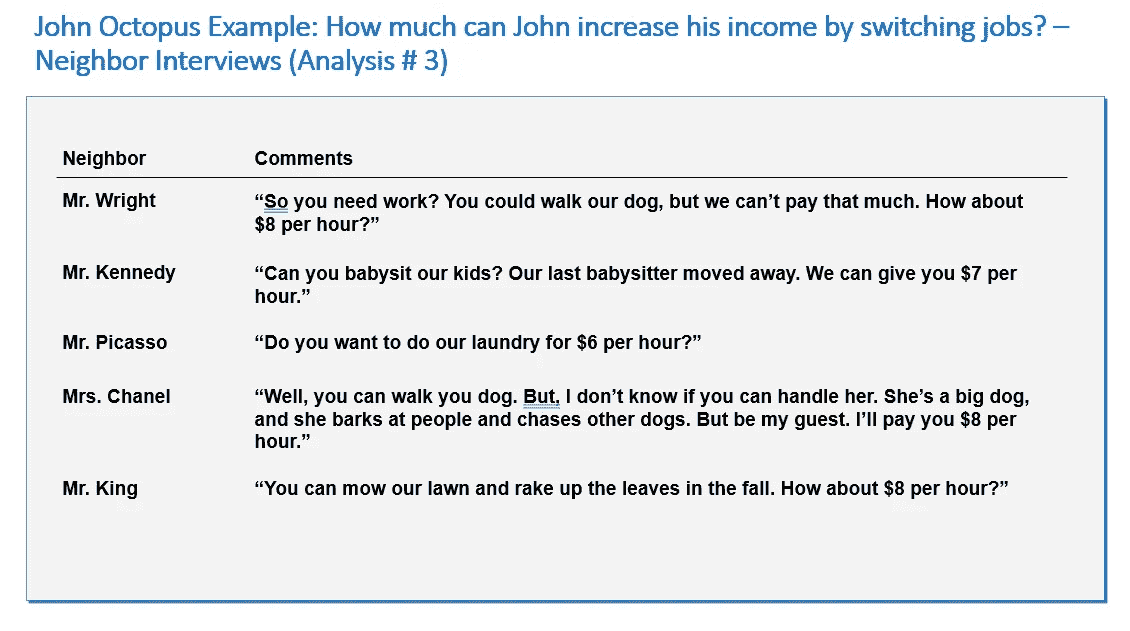 John Octopus Example: How much can John increase his income by switching jobs? –
Neighbor Interviews (Analysis # 3)
Neighbor Comments
Mr. Wright “So you need work? You could walk our dog, but we can’t pay that much. How about
$8 per hour?”
Mr. Kennedy “Can you babysit our kids? Our last babysitter moved away. We can give you $7 per
hour.”
Mr. Picasso “Do you want to do our laundry for $6 per hour?”
Mrs. Chanel “Well, you can walk you dog. But, I don’t know if you can handle her. She’s a big dog,
and she barks at people and chases other dogs. But be my guest. I’ll pay you $8 per
hour.”
Mr. King “You can mow our lawn and rake up the leaves in the fall. How about $8 per hour?”